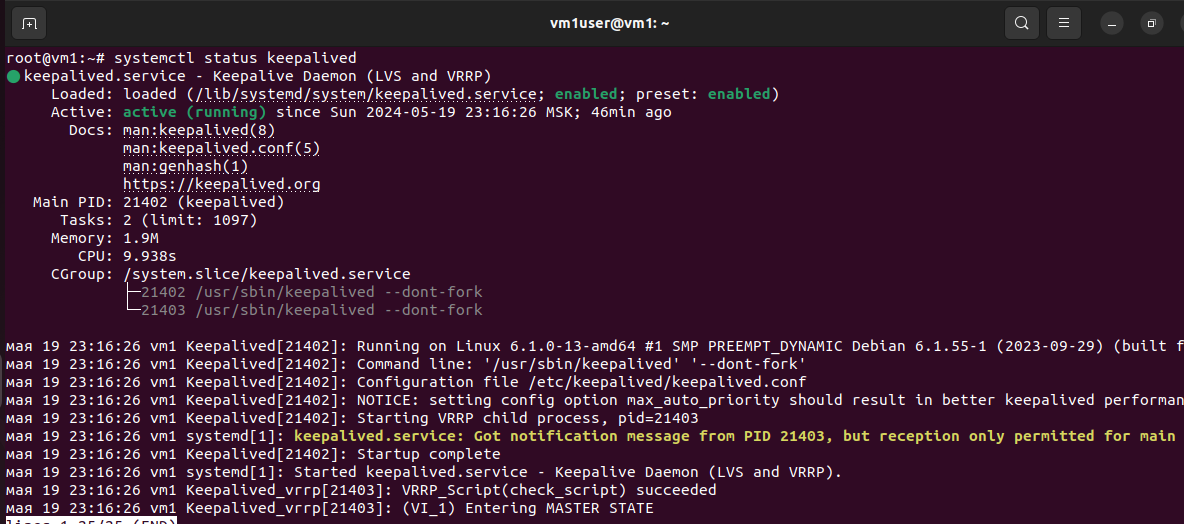 vm1user@vm1: ~
root@vm1:~# systemctl status keepalived
keepalived.service - Keepalive Daemon (LVS and VRRP)
Loaded: loaded (/lib/systemd/system/keepalived.service; enabled; preset: enabled)
Active: active (running) since Sun 2024-05-19 23:16:26 MSK; 46min ago
Docs: man:keepalived(8)
man:keepalived.conf(5)
man:genhash(1)
https://keepalived.org
Main PID: 21402 (keepalived)
Tasks: 2 (limit: 1097)
Memory: 1.9M
CPU: 9.938s
CGroup: /system.slice/keepalived.service
├─21402 /usr/sbin/keepalived --dont-fork
└─21403 /usr/sbin/keepalived --dont-fork
мая 19 23:16:26 vm1 Keepalived[21402]: Running on Linux 6.1.0-13-amd64 #1 SMP PREEMPT_DYNAMIC Debian 6.1.55-1 (2023-09-29) (built f
мая 19 23:16:26 vm1 Keepalived[21402]: Command line: '/usr/sbin/keepalived' '--dont-fork'
мая 19 23:16:26 vm1 Keepalived[21402]: Configuration file /etc/keepalived/keepalived.conf
мая 19 23:16:26 vm1 Keepalived[21402]: NOTICE: setting config option max_auto_priority should result in better keepalived performan
мая 19 23:16:26 vm1 Keepalived[21402]: Starting VRRP child process, pid=21403
мая 19 23:16:26 vm1 systemd[1]: keepalived.service: Got notification message from PID 21403, but reception only permitted for main
мая 19 23:16:26 vm1 Keepalived[21402]: Startup complete
мая 19 23:16:26 vm1 systemd[1]: Started keepalived.service - Keepalive Daemon (LVS and VRRP).
мая 19 23:16:26 vm1 Keepalived_vrrp[21403]: VRRP_Script(check_script) succeeded
мая 19 23:16:26 vm1 Keepalived_vrrp[21403]: (VI_1) Entering MASTER STATE
lines 1-25/25 (END)